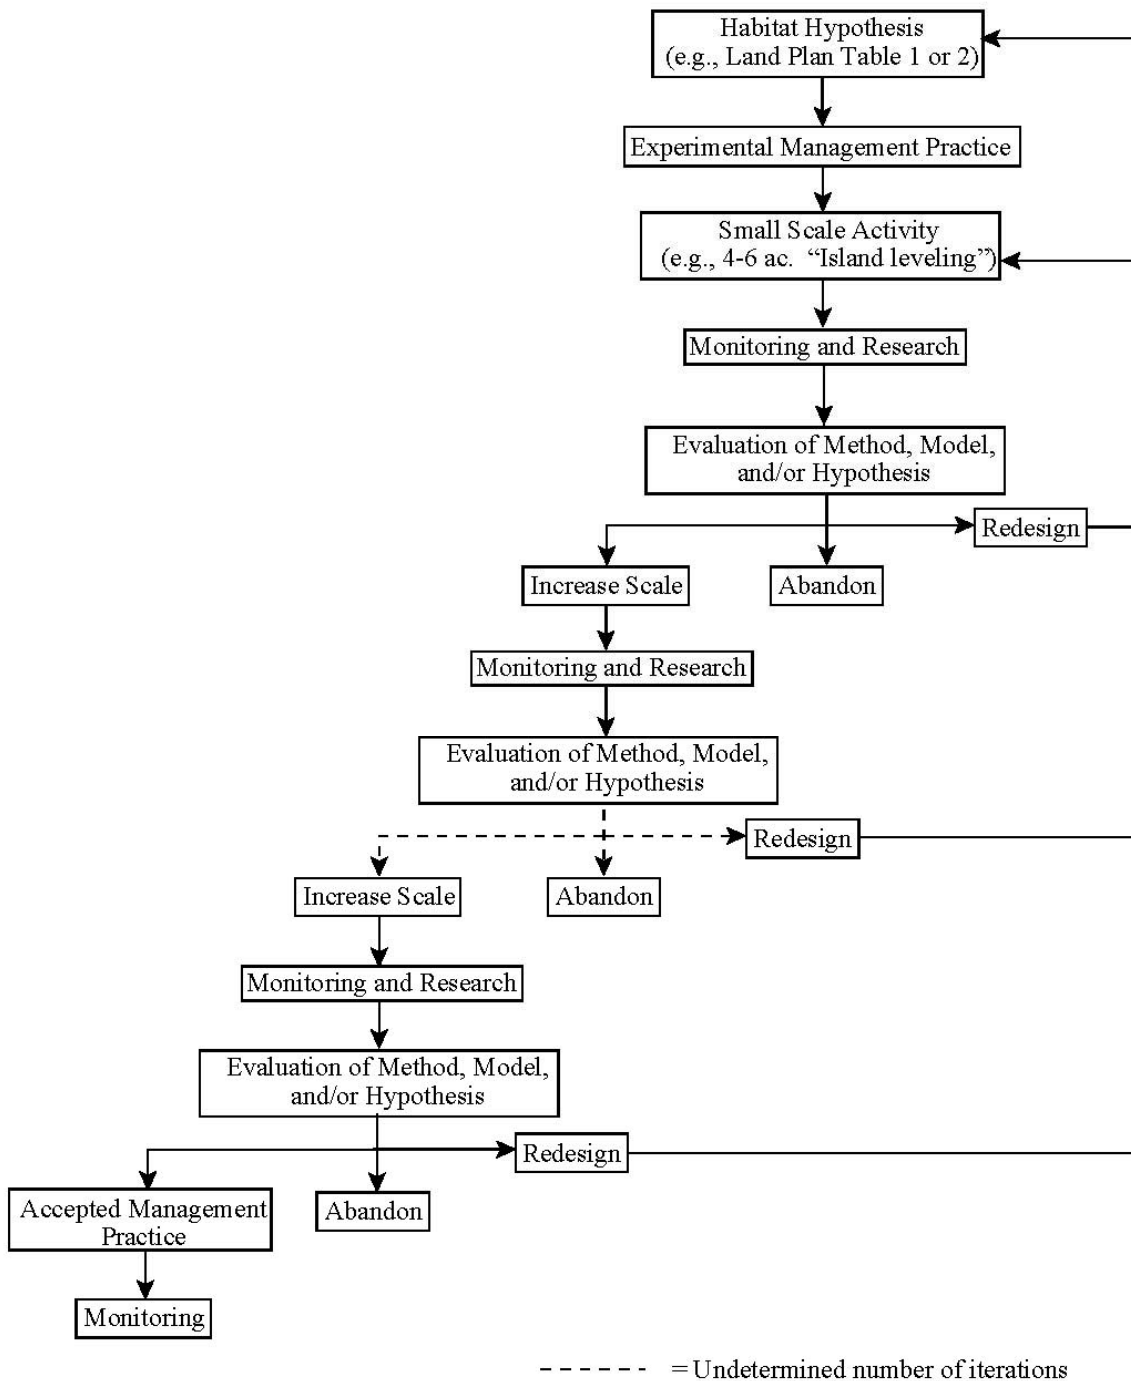 Habitat Hypothesis
(e.g., Land Plan Table 1 or 2)
Experimental Management Practice
Small Scale Activity
(e.g., 4-6 ac. “Island leveling”)
Monitoring and Research
Evaluation of Method, Model,
and/or Hypothesis
Redesign
Increase Scale
Abandon
Monitoring and Research
Evaluation of Method, Model,
and/or Hypothesis
Redesign
Increase Scale
Abandon
Monitoring and Research
Evaluation of Method, Model,
and/or Hypothesis
Redesign
Accepted Management
Practice
Abandon
Monitoring
= Undetermined number of iterations